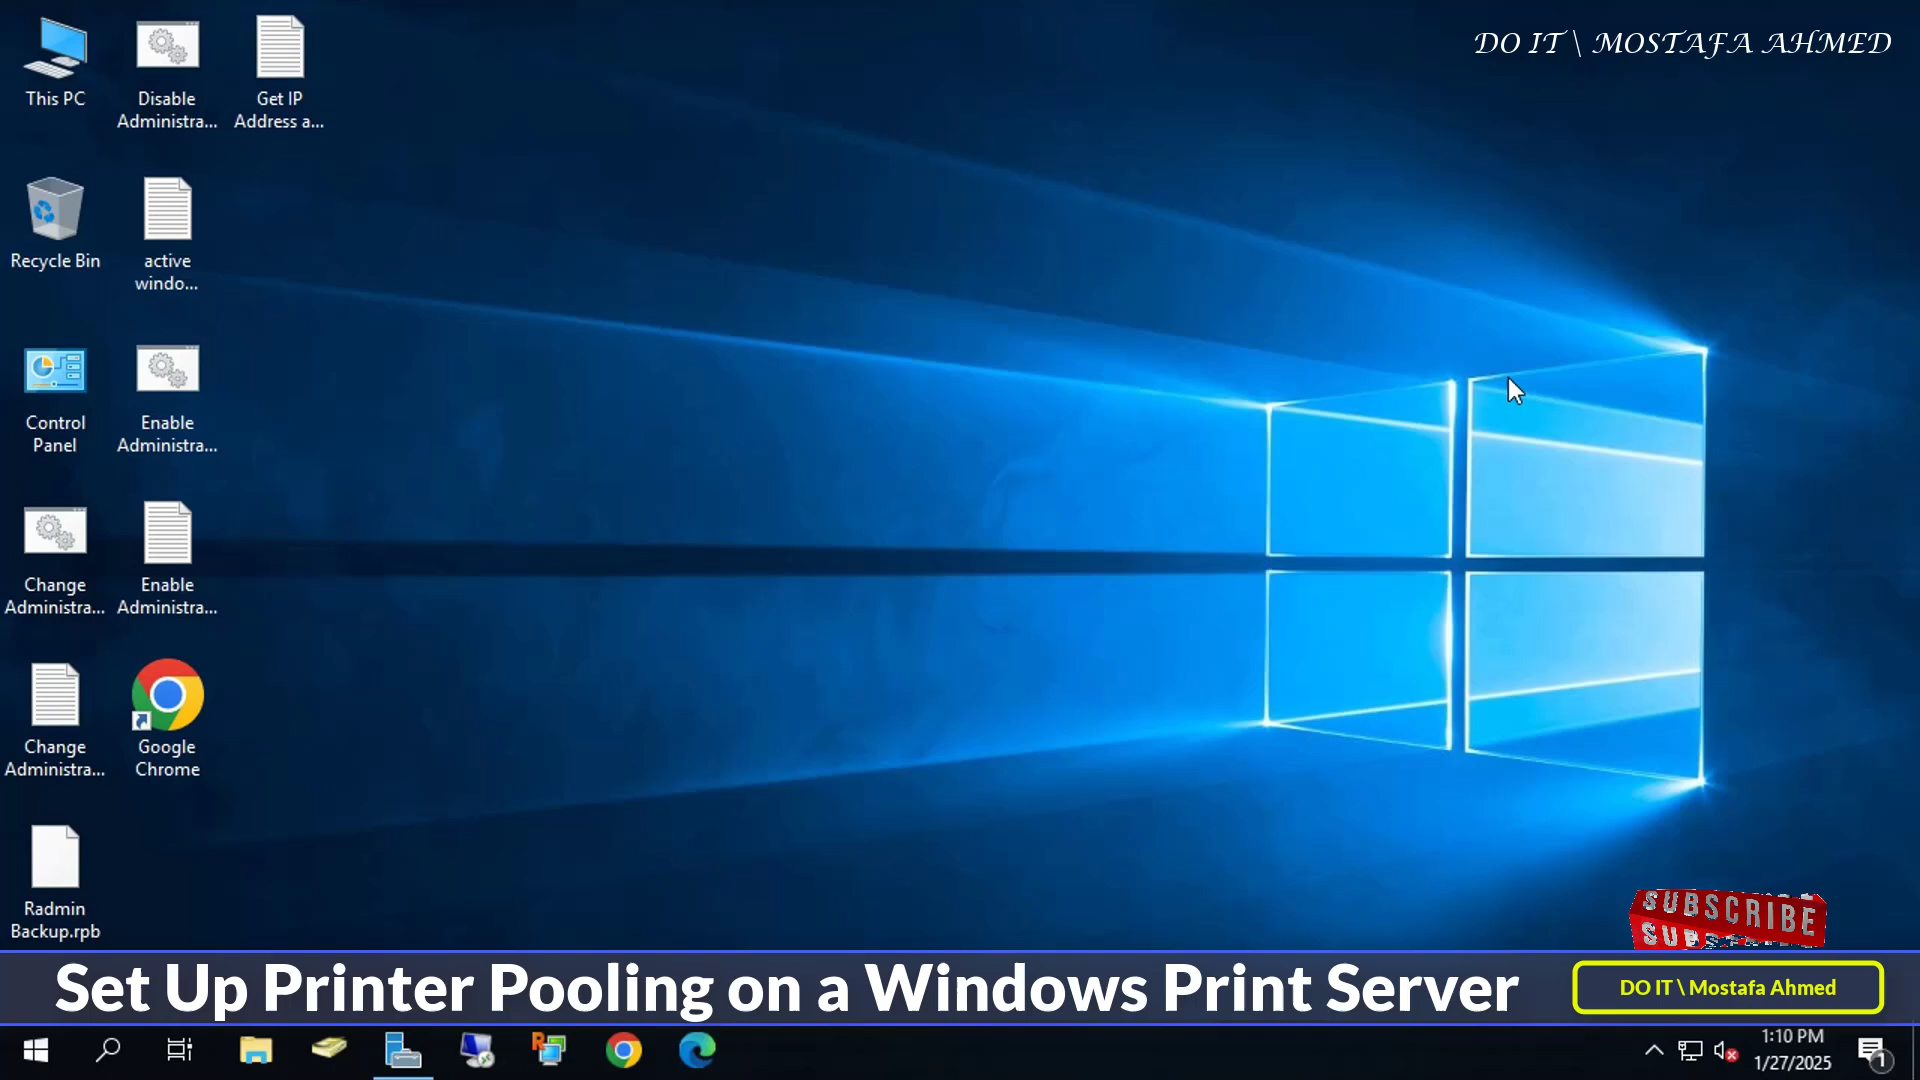 DO IT \ MOSTAFA AHMED
This PC
Disable
Administra...
Get IP
Address a...
Recycle Bin
active
windo...
Control
Panel
Enable
Administra...
Change
Administra...
Enable
Administra...
Change
Administra...
Google
Chrome
Radmin
Backup.rpb
SUBSCRIBE
Set Up Printer Pooling on a Windows Print Server
DO IT \ Mostafa Ahmed
1:10 PM
1/27/2025
1